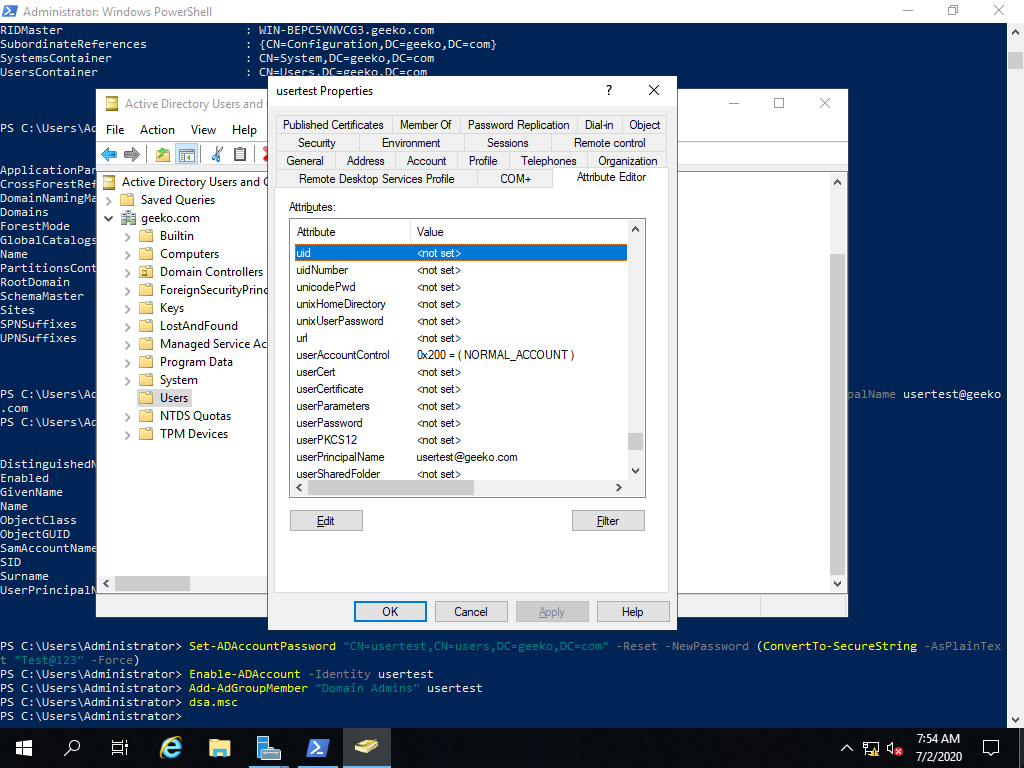 Administrator: Windows PowerShell
RIDMaster : WIN-BEPC5VNVCG3.geeko.com
SubordinateReferences : {CN=Configuration,DC=geeko,DC=com}
SystemsContainer : CN=System,DC=geeko,DC=com
UsersContainer : CN=Users,DC=geeko,DC=com
PS C:\Users\Ad
ApplicationPar
CrossForestRef
DomainNamingMa
Domains
ForestMode
GlobalCatalogs
Name
PartitionsCont
RootDomain
SchemaMaster
Sites
SPNSuffixes
UPNSuffixes
PS C:\Users\Ad
palName usertest@geeko
.com
PS C:\Users\Ad
DistinguishedN
Enabled
GivenName
Name
ObjectClass
ObjectGUID
SamAccountName
SID
Surname
UserPrincipalN
Active Directory Users and
File Action View Help
Active Directory Users and C
Saved Queries
geeko.com
Builtin
Computers
Domain Controllers
ForeignSecurityPrinc
Keys
LostAndFound
Managed Service Ac
Program Data
System
Users
NTDS Quotas
TPM Devices
usertest Properties ?
Published Certificates Member Of Password Replication Dial-in Object
Security Environment Sessions Remote control
General Address Account Profile Telephones Organization
Remote Desktop Services Profile COM+ Attribute Editor
Attributes:
Attribute Value
uid <not set>
uidNumber <not set>
unicodePwd <not set>
unixHomeDirectory <not set>
unixUserPassword <not set>
url <not set>
userAccountControl 0x200 = ( NORMAL_ACCOUNT )
userCert <not set>
userCertificate <not set>
userParameters <not set>
userPassword <not set>
userPKCS12 <not set>
userPrincipalName usertest@geeko.com
userSharedFolder <not set>
Edit Filter
OK Cancel Apply Help
PS C:\Users\Administrator> Set-ADAccountPassword "CN=usertest,CN=users,DC=geeko,DC=com" -Reset -NewPassword (ConvertTo-SecureString -AsPlainTex
t "Test@123" -Force)
PS C:\Users\Administrator> Enable-ADAccount -Identity usertest
PS C:\Users\Administrator> Add-AdGroupMember "Domain Admins" usertest
PS C:\Users\Administrator> dsa.msc
PS C:\Users\Administrator>
7:54 AM
7/2/2020